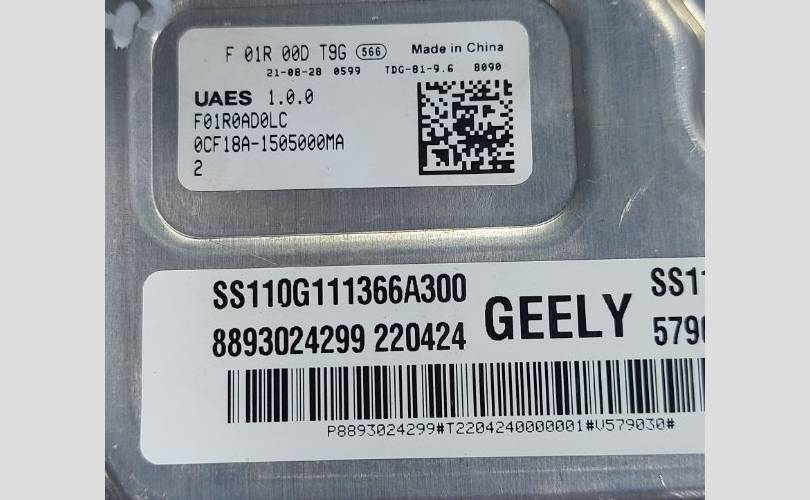 F 01R 00D T9G 566 Made in China
21-08-28 0599 TDG-81-9.6 8090
UAES 1.0.0
F01R0AD0LC
0CF18A-1505000MA
2
SS110G111366A300
8893024299 220424
GEELY
P8893024299#T2204240000001#V579030#